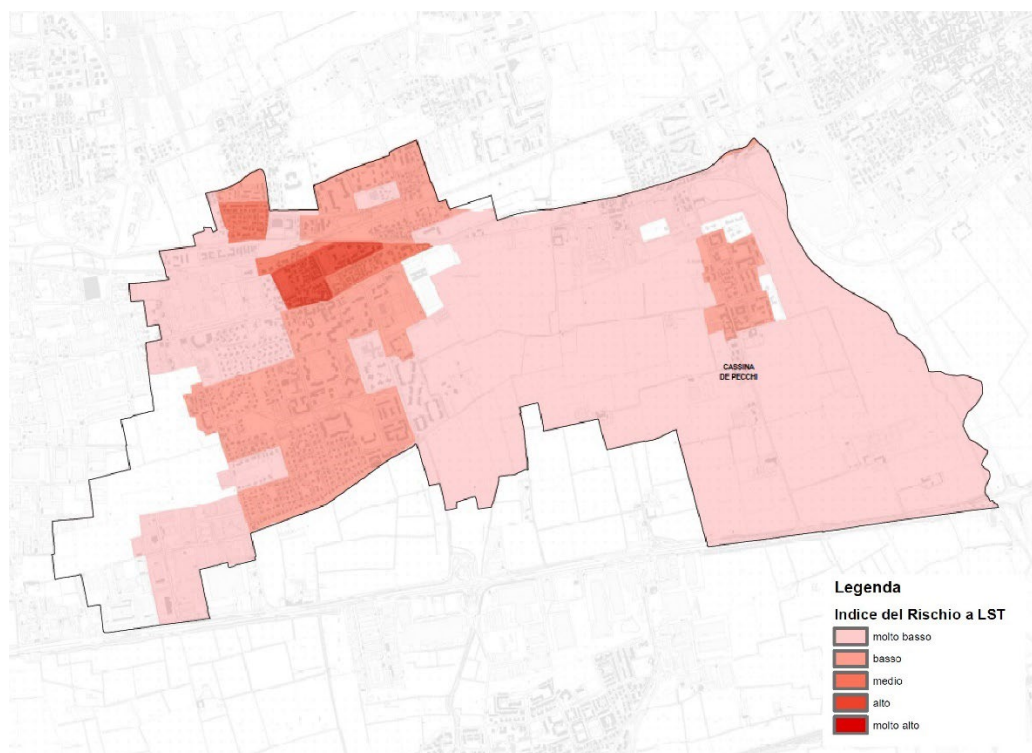 CASSINA
DE PECCHI
Legenda
Indice del Rischio a LST
molto basso
basso
medio
alto
molto alto